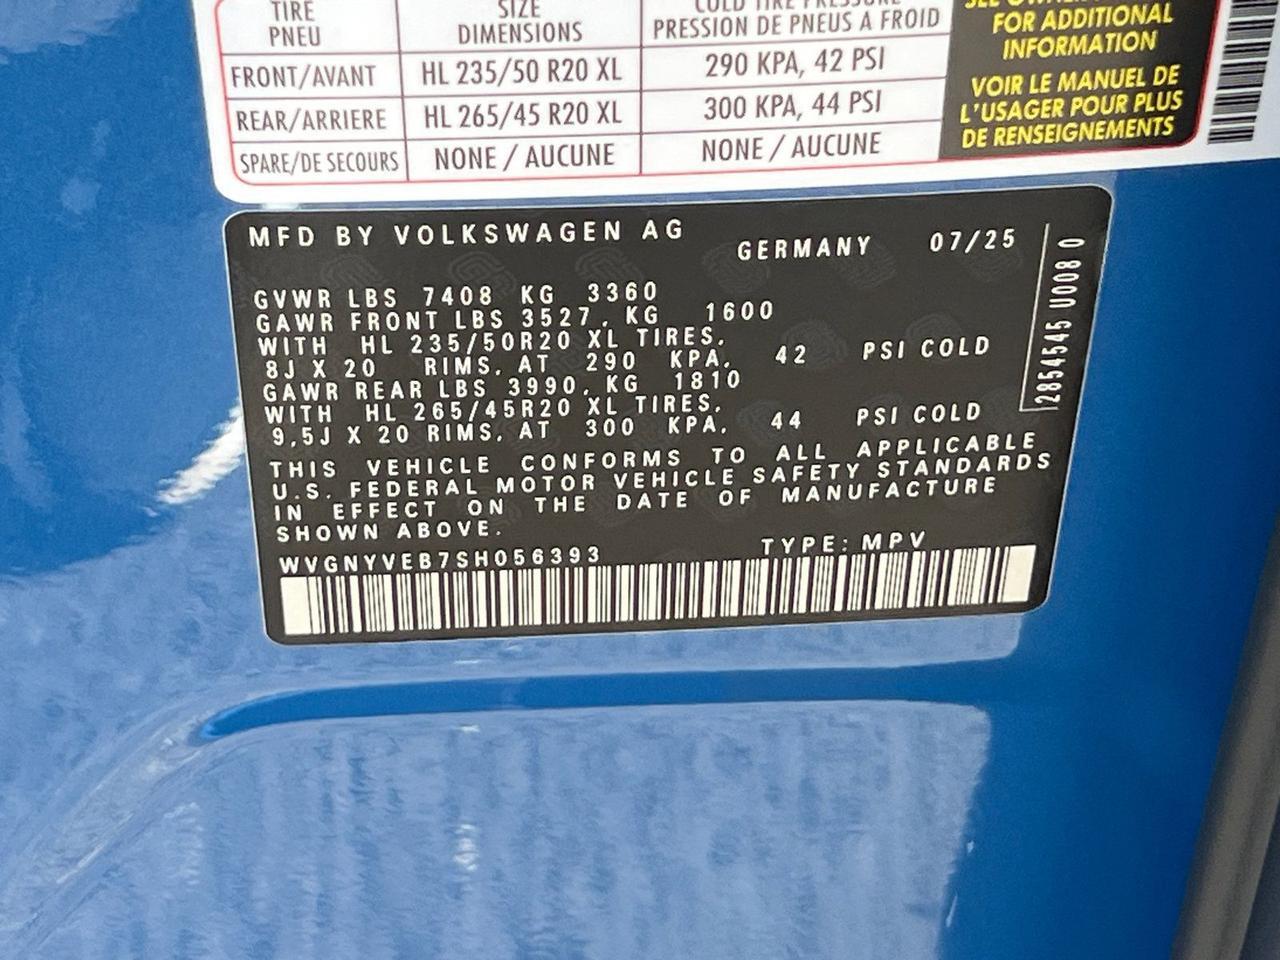 TIRE SIZE COLD TIRE PRESSURE
PNEU DIMENSIONS PRESSION DE PNEUS A FROID
FRONT/AVANT HL 235/50 R20 XL 290 KPA, 42 PSI
REAR/ARRIERE HL 265/45 R20 XL 300 KPA, 44 PSI
SPARE/DE SECOURS NONE / AUCUNE NONE / AUCUNE
FOR ADDITIONAL
INFORMATION
VOIR LE MANUEL DE
L'USAGER POUR PLUS
DE RENSEIGNEMENTS
MFD BY VOLKSWAGEN AG GERMANY 07/25
GVWR LBS 7408 KG 3360
GAWR FRONT LBS 3527, KG 1600
WITH HL 235/50R20 XL TIRES,
8J X 20 RIMS, AT 290 KPA, 42 PSI COLD
GAWR REAR LBS 3990, KG 1810
WITH HL 265/45R20 XL TIRES,
9,5J X 20 RIMS, AT 300 KPA, 44 PSI COLD
THIS VEHICLE CONFORMS TO ALL APPLICABLE
U.S. FEDERAL MOTOR VEHICLE SAFETY STANDARDS
IN EFFECT ON THE DATE OF MANUFACTURE
SHOWN ABOVE.
WVGNYVEB7SH056393 TYPE: MPV
2854545 U008 0